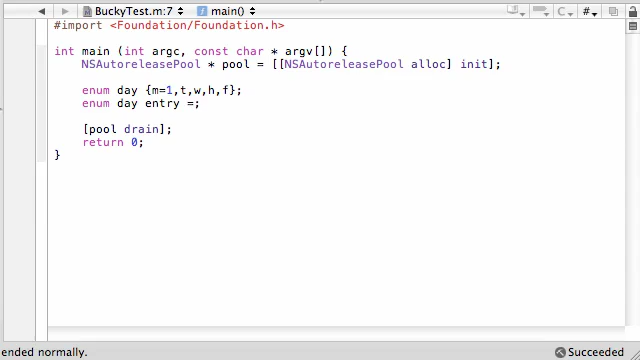 BuckyTest.m:7 main() C #
#import <Foundation/Foundation.h>
int main (int argc, const char * argv[]) {
NSAutoreleasePool * pool = [[NSAutoreleasePool alloc] init];
enum day {m=1,t,w,h,f};
enum day entry =;
[pool drain];
return 0;
}
ended normally. Succeeded